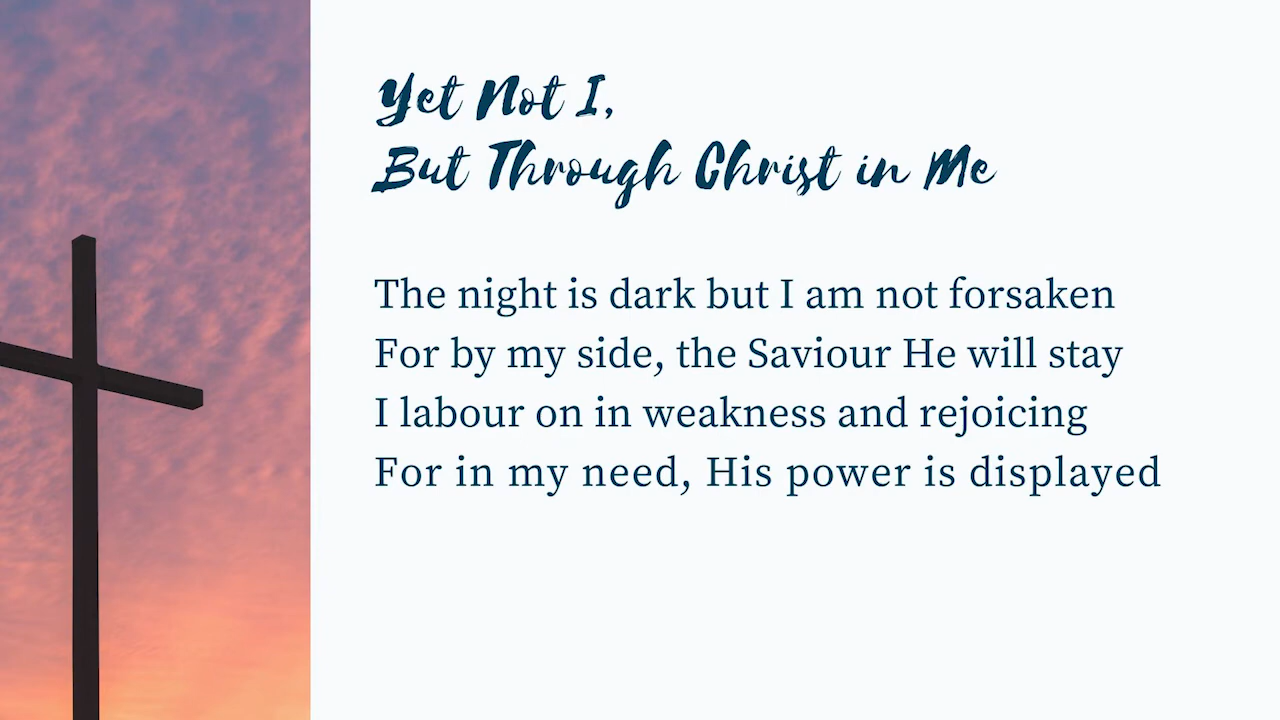 Yet Not I,
But Through Christ in Me
The night is dark but I am not forsaken
For by my side, the Saviour He will stay
I labour on in weakness and rejoicing
For in my need, His power is displayed